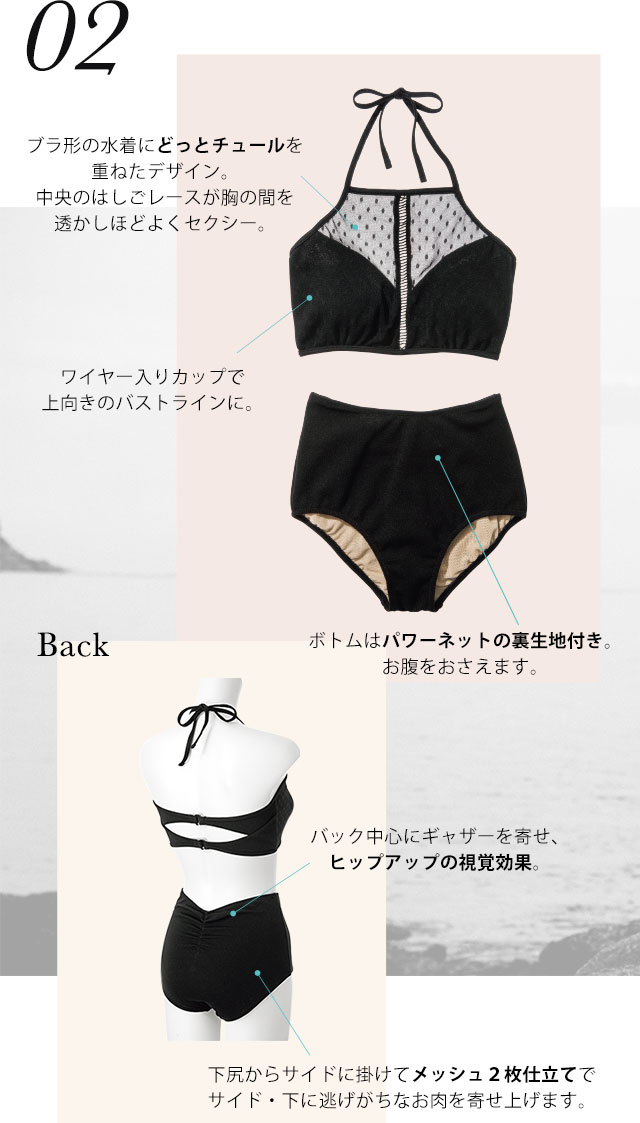 02
ブラ形の水着にどっとチュールを
重ねたデザイン。
中央のはしごレースが胸の間を
透かしほどよくセクシー。
ワイヤー入りカップで
上向きのバストラインに。
ボトムはパワーネットの裏生地付き。
お腹をおさえます。
Back
バック中心にギャザーを寄せ、
ヒップアップの視覚効果。
下尻からサイドに掛けてメッシュ２枚仕立てで
サイド・下に逃げがちなお肉を寄せ上げます。